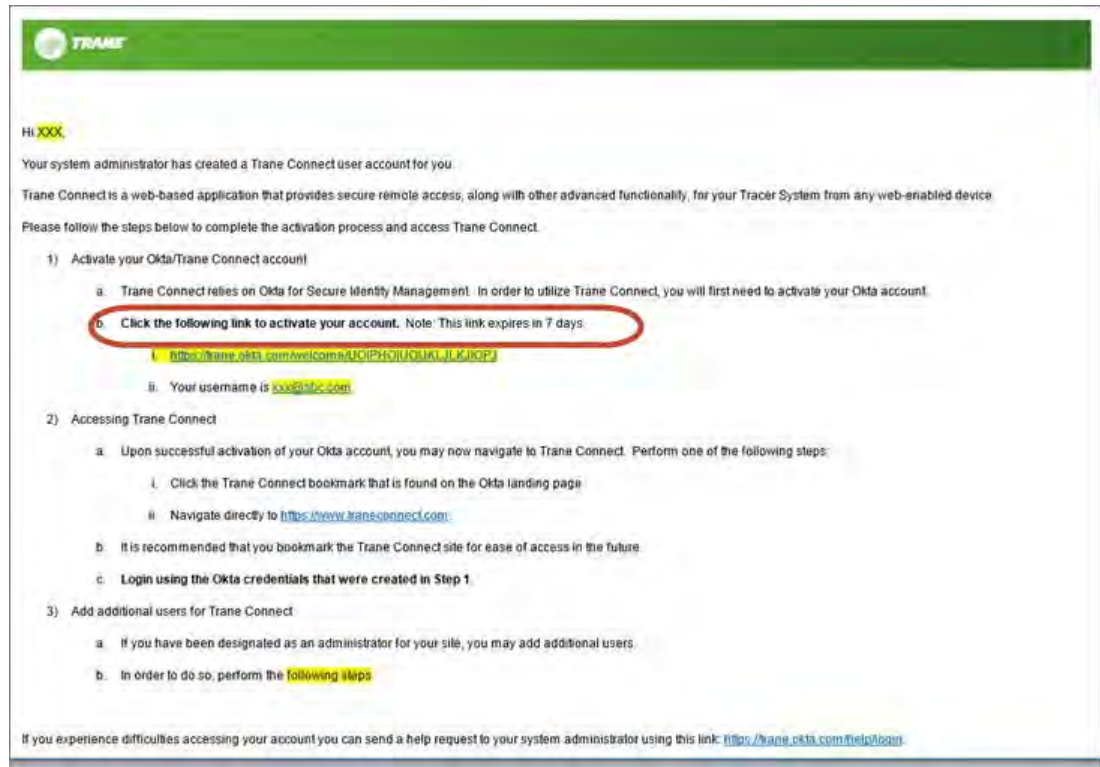 TRANE
Hi XXX,
Your system administrator has created a Trane Connect user account for you.
Trane Connect is a web-based application that provides secure remote access, along with other advanced functionality, for your Tracer System from any web-enabled device.
Please follow the steps below to complete the activation process and access Trane Connect.
1) Activate your Okta/Trane Connect account
a. Trane Connect relies on Okta for Secure Identity Management. In order to utilize Trane Connect, you will first need to activate your Okta account.
b. Click the following link to activate your account. Note: This link expires in 7 days.
i.
ii. Your username is xxx@abc.com.
2) Accessing Trane Connect
a. Upon successful activation of your Okta account, you may now navigate to Trane Connect. Perform one of the following steps:
i. Click the Trane Connect bookmark that is found on the Okta landing page
ii. Navigate directly to https://www.traneconnect.com
b. It is recommended that you bookmark the Trane Connect site for ease of access in the future.
c. Login using the Okta credentials that were created in Step 1.
3) Add additional users for Trane Connect
a. If you have been designated as an administrator for your site, you may add additional users.
b. In order to do so, perform the following steps
If you experience difficulties accessing your account you can send a help request to your system administrator using this link: https://trane.okta.com/help/login.